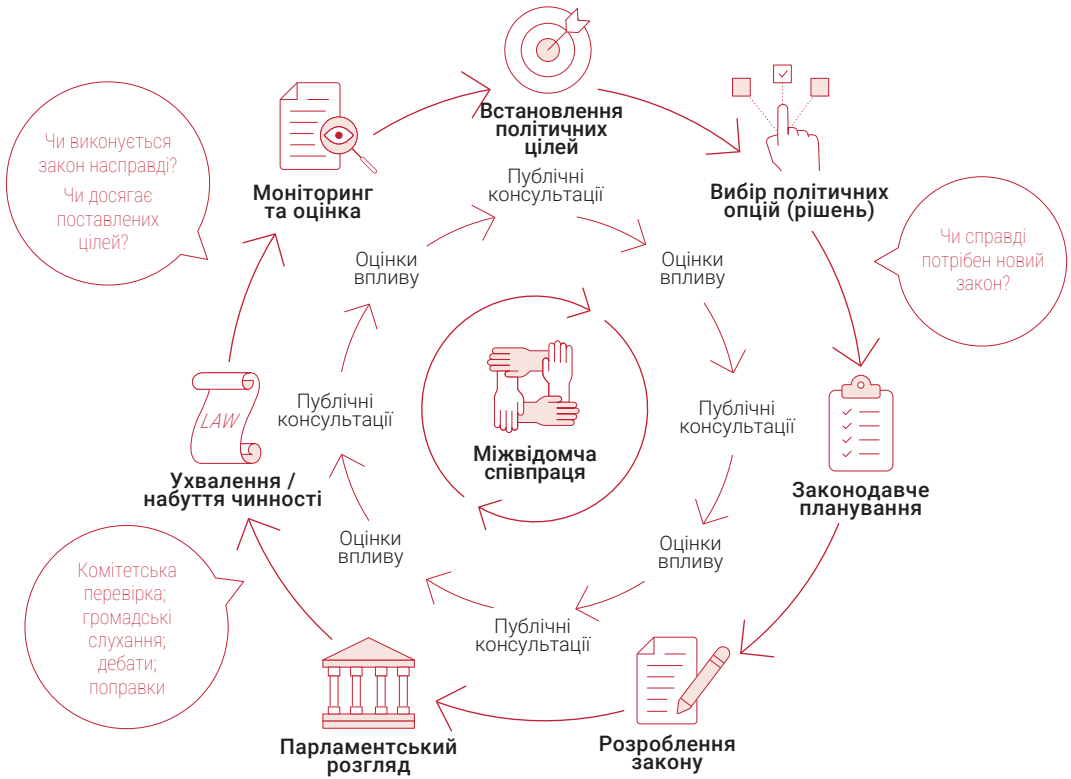 Встановлення
політичних
цілей
Публічні
консультації
Вибір політичних
опцій (рішень)
Чи справді
потрібен новий
закон?
Оцінки
впливу
Законодавче
планування
Публічні
консультації
Оцінки
впливу
Розроблення
закону
Публічні
консультації
Парламентський
розгляд
Комітетська
перевірка;
громадські
слухання;
дебати;
поправки
Оцінки
впливу
LAW
Ухвалення /
набуття чинності
Публічні
консультації
Оцінки
впливу
Моніторинг
та оцінка
Чи виконується
закон насправді?
Чи досягає
поставлених
цілей?
Міжвідомча
співпраця